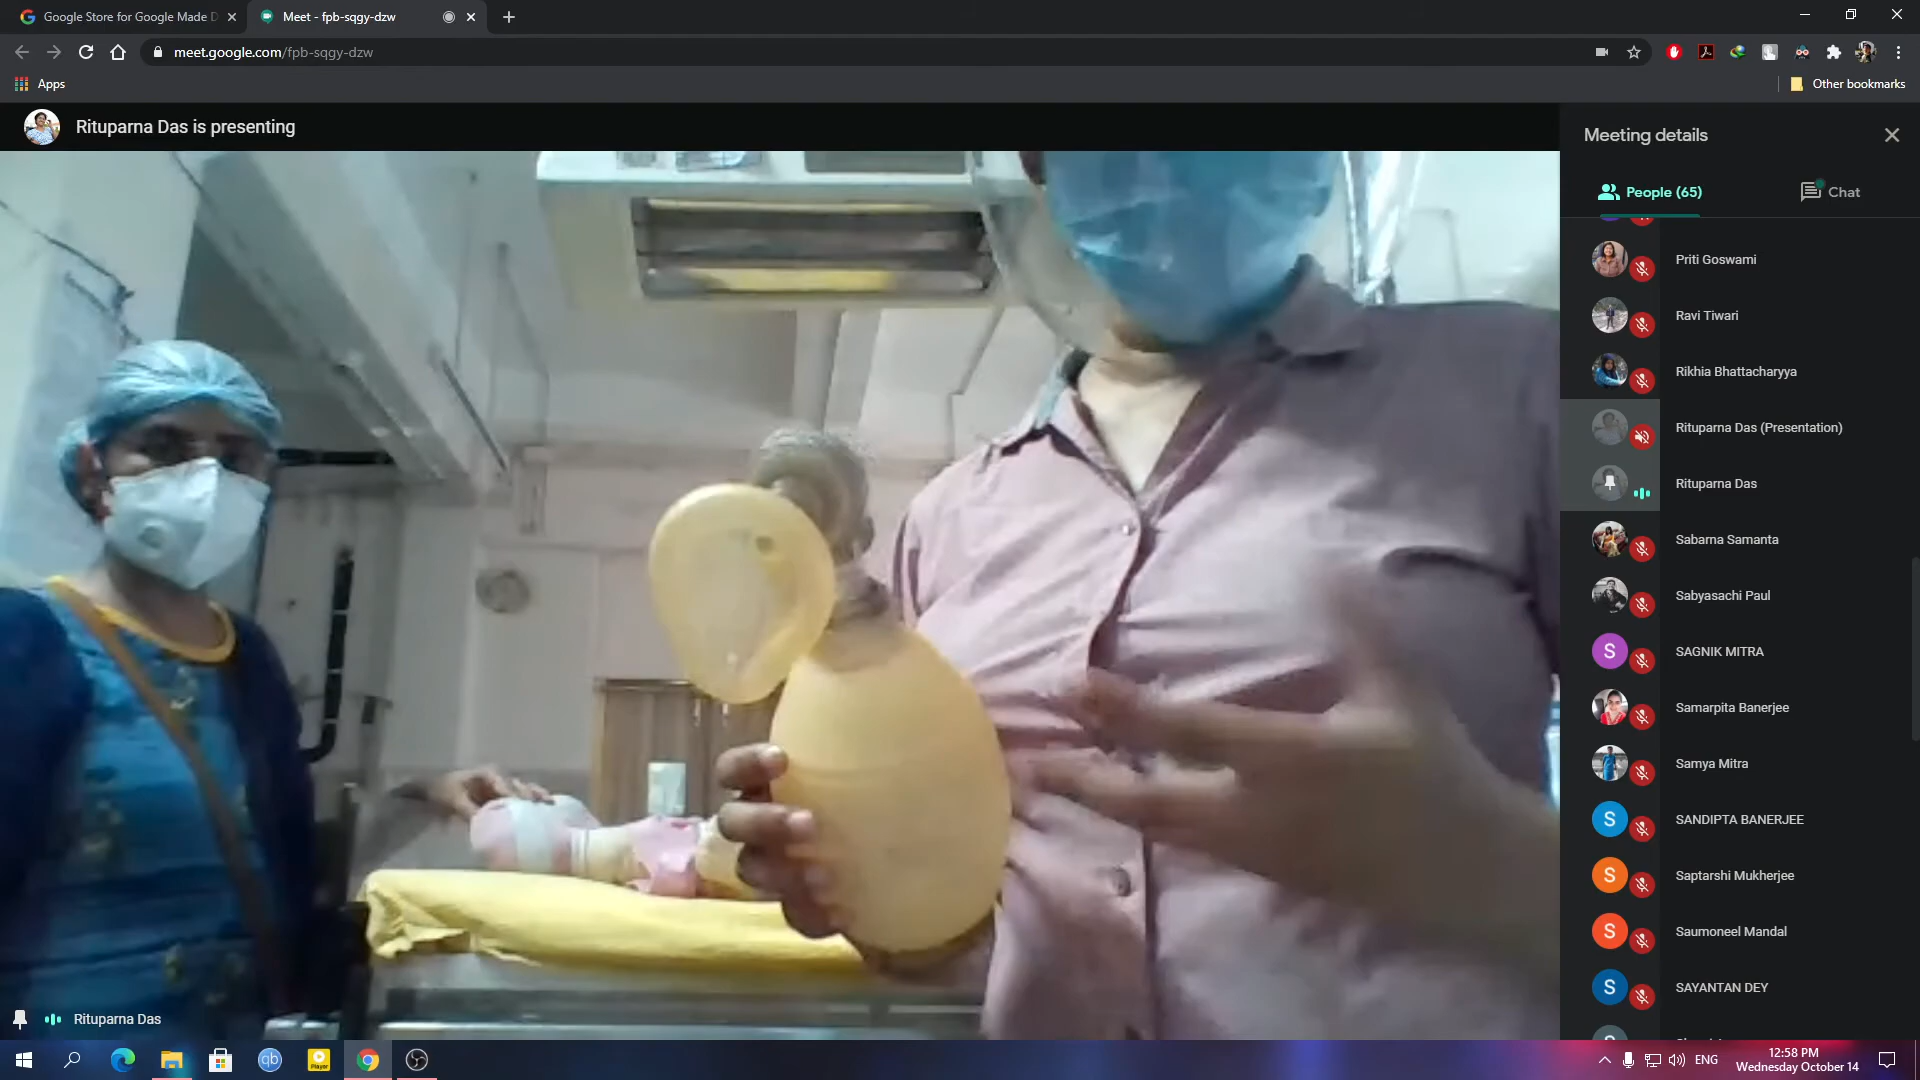 Google Store for Google Made D
Meet - fpb-sqgy-dzw
meet.google.com/fpb-sqgy-dzw
Apps
Other bookmarks
Rituparna Das is presenting
Meeting details
People (65)
Chat
Priti Goswami
Ravi Tiwari
Rikhia Bhattacharyya
Rituparna Das (Presentation)
Rituparna Das
Sabarna Samanta
Sabyasachi Paul
S SAGNIK MITRA
Samarpita Banerjee
Samya Mitra
S SANDIPTA BANERJEE
S Saptarshi Mukherjee
S Saumoneel Mandal
S SAYANTAN DEY
Rituparna Das
qb
Player
ENG
12:58 PM
Wednesday October 14